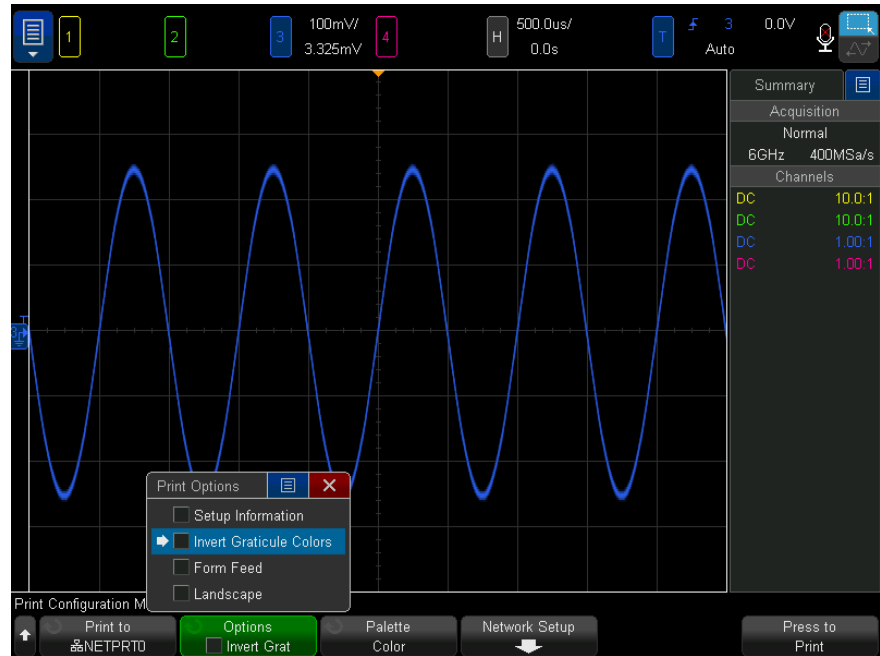 1
2
3
100mV/
3.325mV
4
H
500.0us/
0.0s
T
3
0.0V
Auto
Summary
Acquisition
Normal
6GHz 400MSa/s
Channels
DC 10.0:1
DC 10.0:1
DC 1.00:1
DC 1.00:1
T
3
Print Options
Setup Information
Invert Graticule Colors
Form Feed
Landscape
Print Configuration M
Print to
NETPRT0
Options
Invert Grat
Palette
Color
Network Setup
Press to
Print